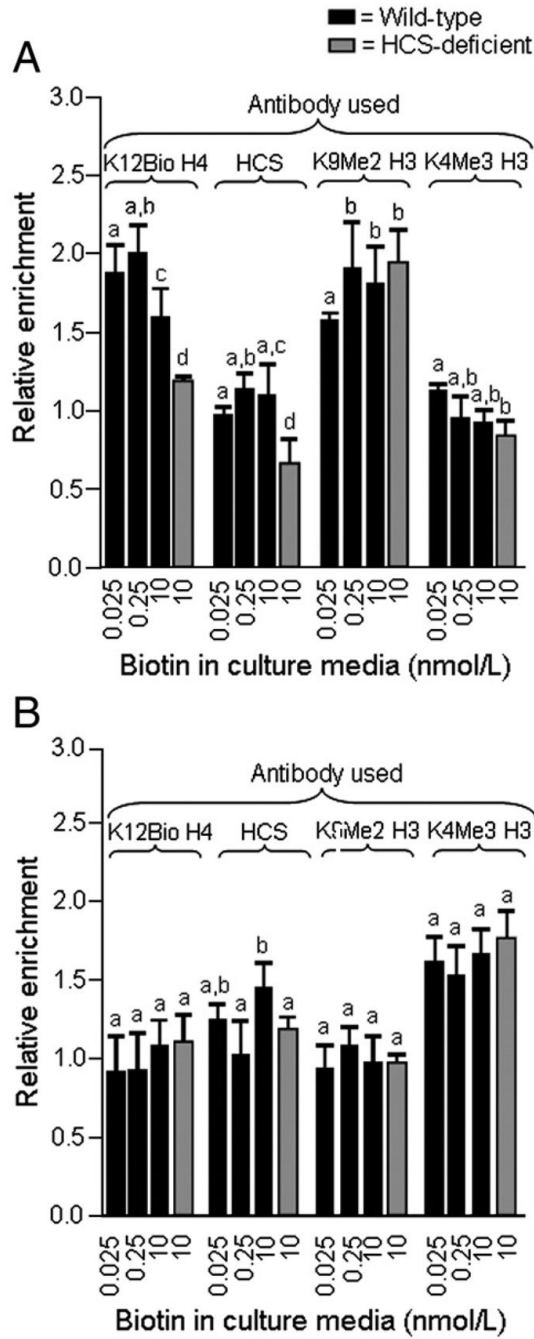 = Wild-type
= HCS-deficient
A
Antibody used
K12Bio H4 HCS K9Me2 H3 K4Me3 H3
3.0
2.5
2.0
1.5
1.0
0.5
0.0
Relative enrichment
a a,b c d a a,b a,c d a b b b a a,b a,b b
0.025 0.25 10 10 0.025 0.25 10 10 0.025 0.25 10 10 0.025 0.25 10 10
Biotin in culture media (nmol/L)
B
Antibody used
K12Bio H4 HCS K9Me2 H3 K4Me3 H3
3.0
2.5
2.0
1.5
1.0
0.5
0.0
Relative enrichment
a a a a a,b a b a a a a a a a a a
0.025 0.25 10 10 0.025 0.25 10 10 0.025 0.25 10 10 0.025 0.25 10 10
Biotin in culture media (nmol/L)